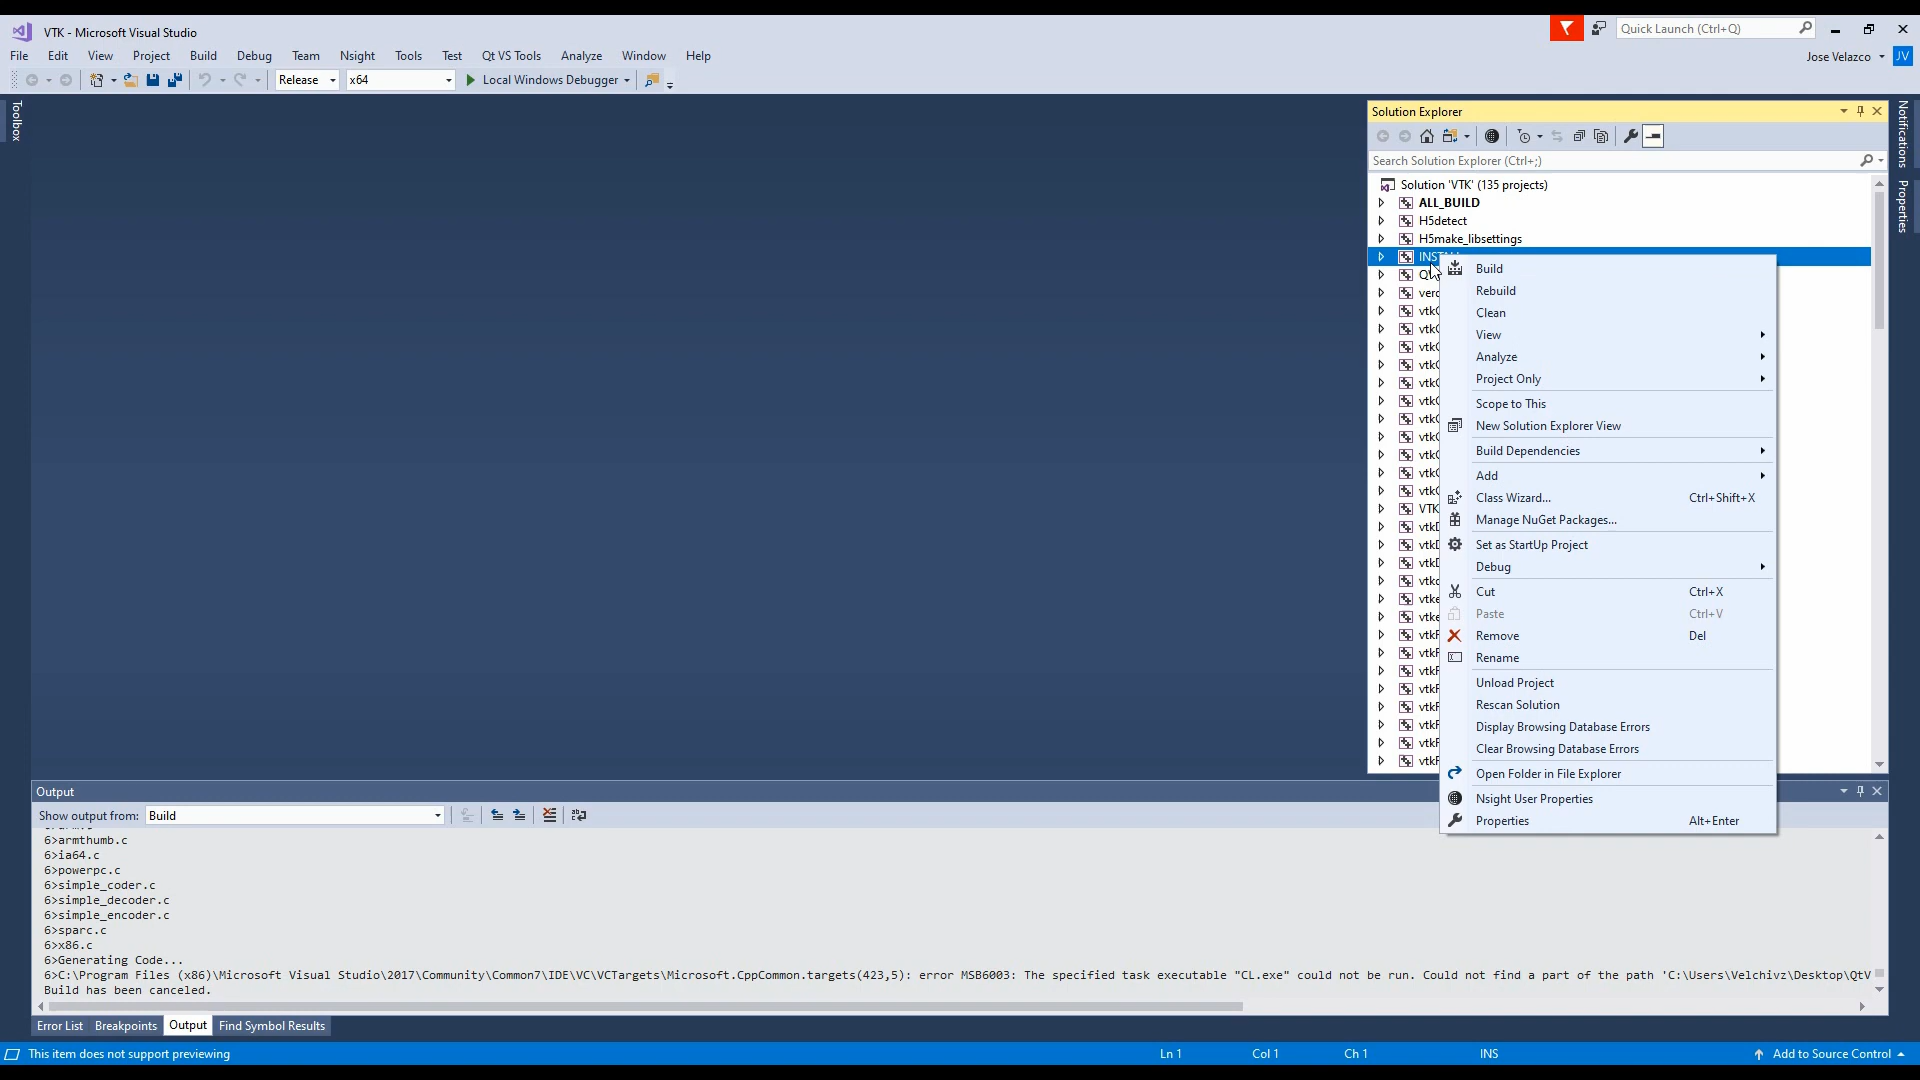 VTK - Microsoft Visual Studio
Quick Launch (Ctrl+Q)
File Edit View Project Build Debug Team Nsight Tools Test Qt VS Tools Analyze Window Help
Jose Velazco JV
Release x64 Local Windows Debugger
Toolbox
Solution Explorer
Notifications
Properties
Search Solution Explorer (Ctrl+;)
Solution 'VTK' (135 projects)
ALL_BUILD
H5detect
H5make_libsettings
Build
Rebuild
Clean
View
Analyze
Project Only
Scope to This
New Solution Explorer View
Build Dependencies
Add
Class Wizard... Ctrl+Shift+X
Manage NuGet Packages...
Set as StartUp Project
Debug
Cut Ctrl+X
Paste Ctrl+V
Remove Del
Rename
Unload Project
Rescan Solution
Display Browsing Database Errors
Clear Browsing Database Errors
Open Folder in File Explorer
Nsight User Properties
Properties Alt+Enter
Output
Show output from: Build
6>armthumb.c
6>ia64.c
6>powerpc.c
6>simple_coder.c
6>simple_decoder.c
6>simple_encoder.c
6>sparc.c
6>x86.c
6>Generating Code...
6>C:\Program Files (x86)\Microsoft Visual Studio\2017\Community\Common7\IDE\VC\VCTargets\Microsoft.CppCommon.targets(423,5): error MSB6003: The specified task executable "CL.exe" could not be run. Could not find a part of the path 'C:\Users\Velchivz\Desktop\QtV
Build has been canceled.
Error List Breakpoints Output Find Symbol Results
This item does not support previewing
Ln 1 Col 1 Ch 1 INS
Add to Source Control